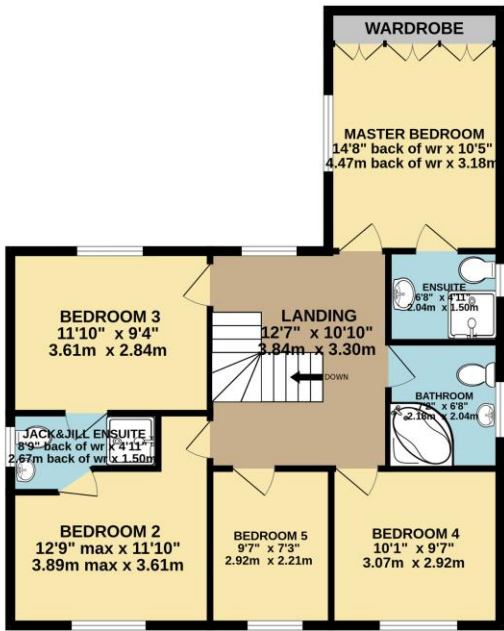 WARDROBE
MASTER BEDROOM
14'8" back of wr x 10'5"
4.47m back of wr x 3.18m
BEDROOM 3
11'10" x 9'4"
3.61m x 2.84m
LANDING
12'7" x 10'10"
3.84m x 3.30m
DOWN
ENSUITE
6'8" x 4'11"
2.04m x 1.50m
BATHROOM
7'2" x 6'8"
2.18m x 2.04m
JACK&JILL ENSUITE
8'9" back of wr x 4'11"
2.67m back of wr x 1.50m
BEDROOM 2
12'9" max x 11'10"
3.89m max x 3.61m
BEDROOM 5
9'7" x 7'3"
2.92m x 2.21m
BEDROOM 4
10'1" x 9'7"
3.07m x 2.92m